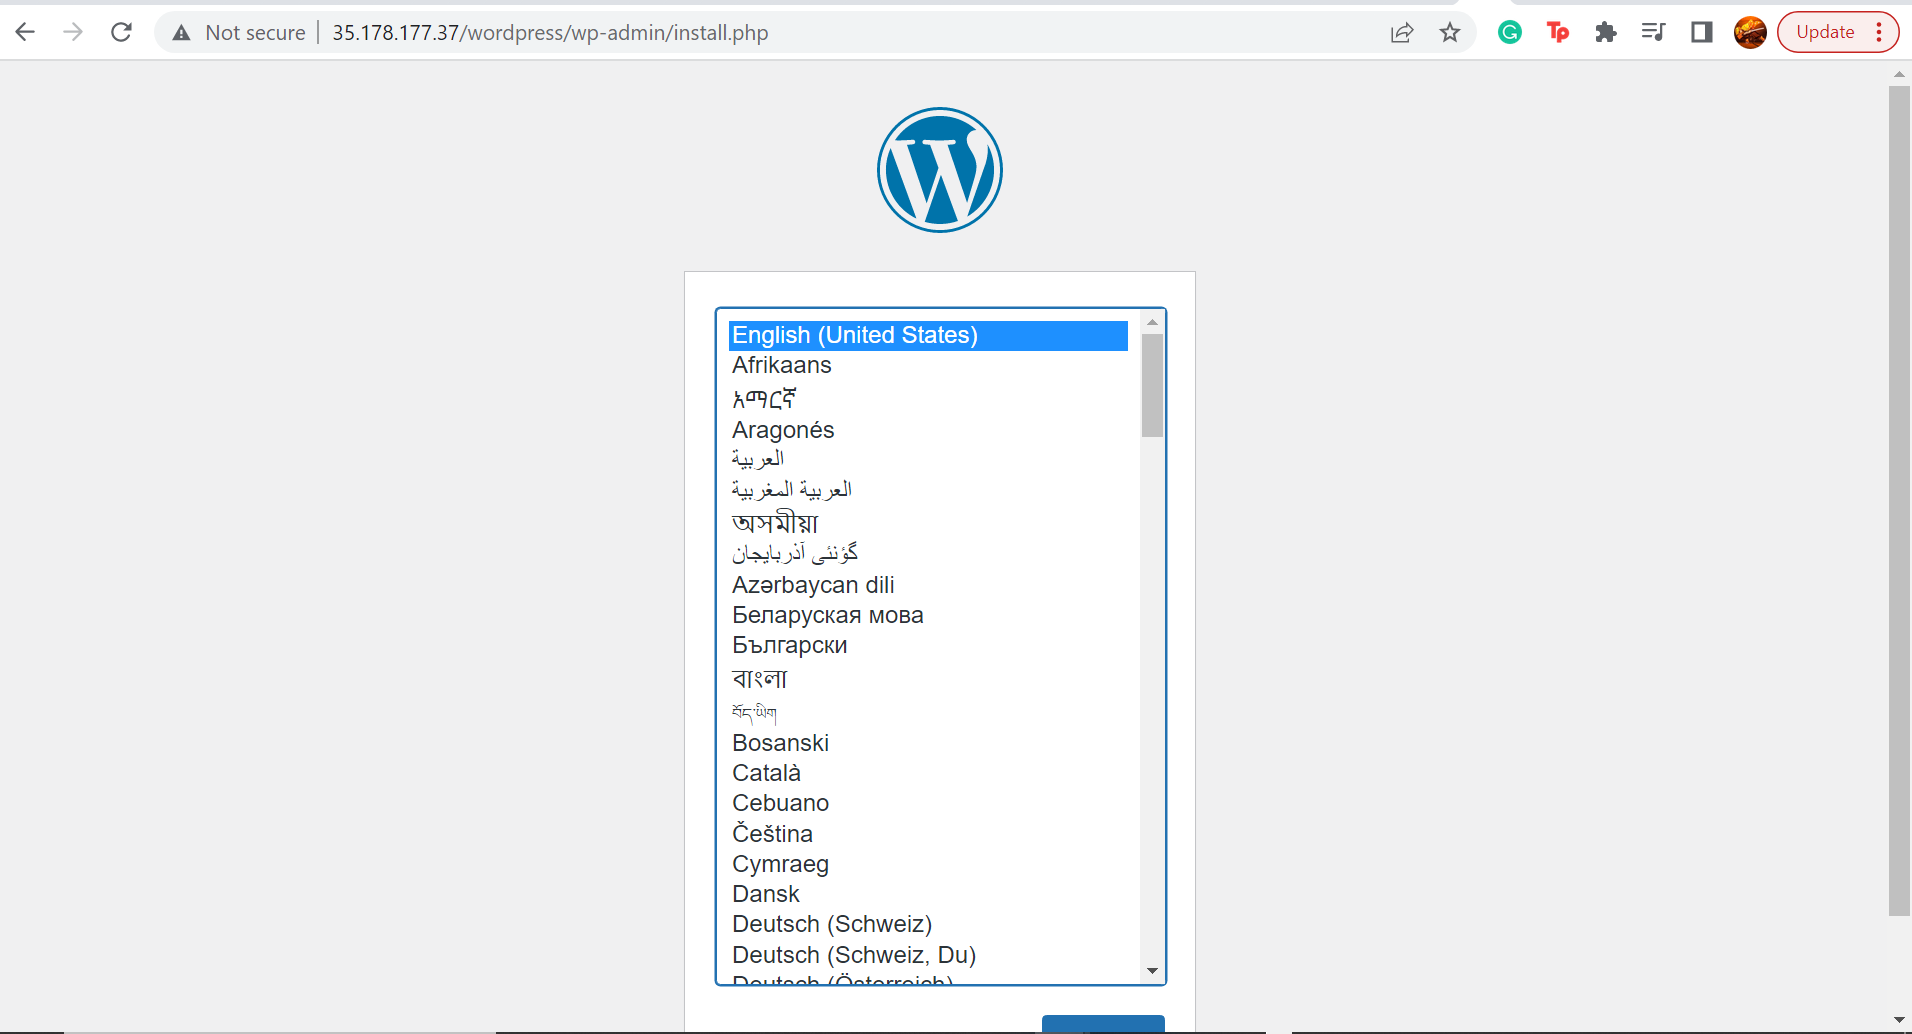 Not secure
35.178.177.37/wordpress/wp-admin/install.php
Update
English (United States)
Afrikaans
አማርኛ
Aragonés
العربية
العربية المغربية
অসমীয়া
گؤنئی آذربایجان
Azərbaycan dili
Беларуская мова
Български
বাংলা
བོད་ཡིག
Bosanski
Català
Cebuano
Čeština
Cymraeg
Dansk
Deutsch (Schweiz)
Deutsch (Schweiz, Du)
Deutsch (Österreich)